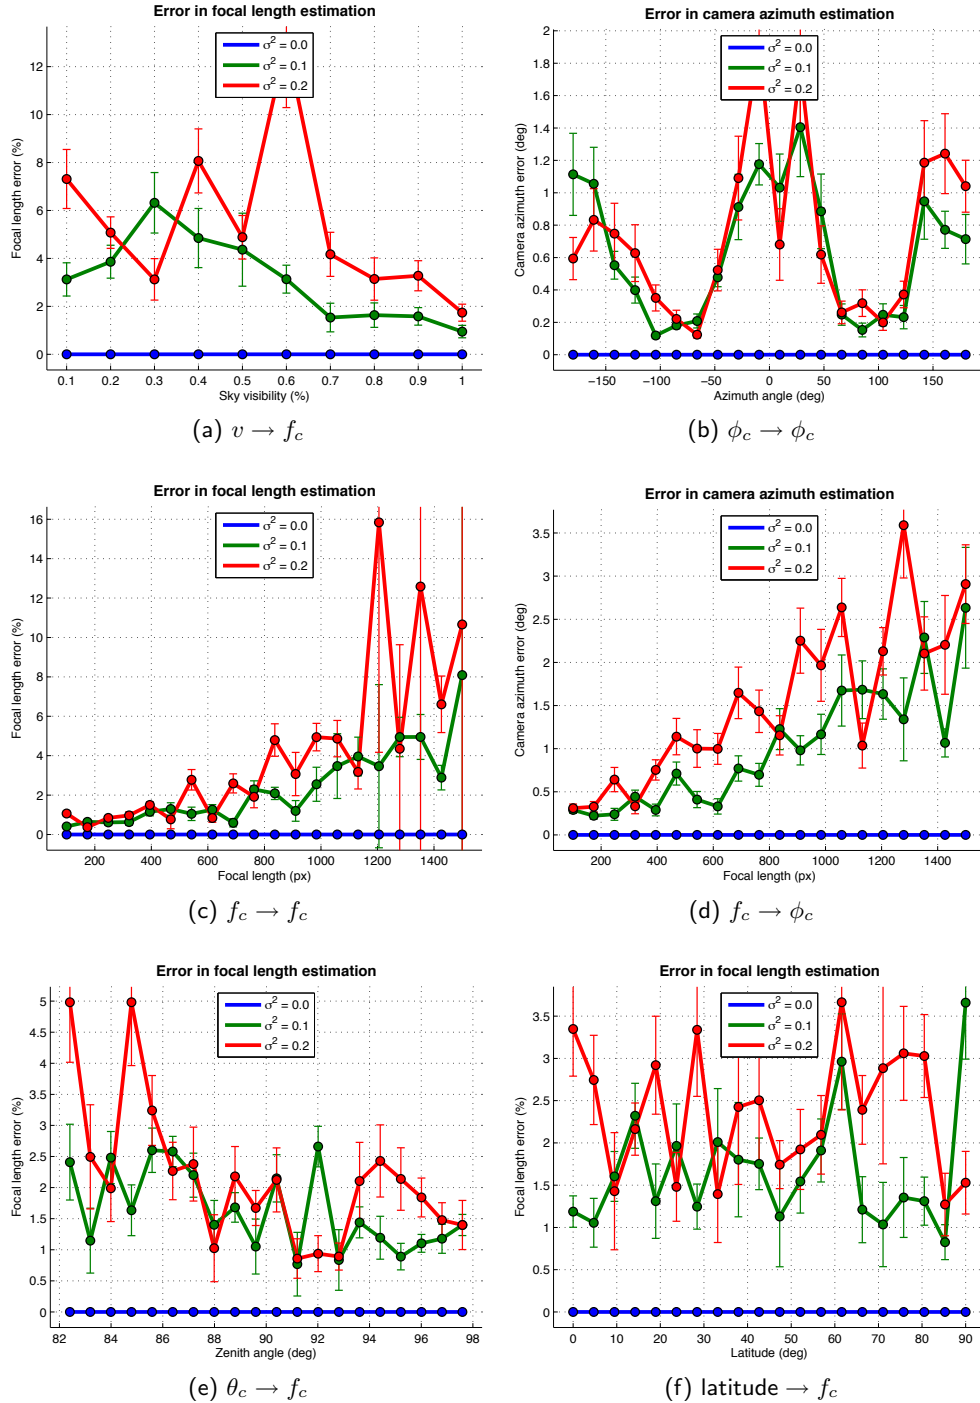 Error in focal length estimation
σ² = 0.0
σ² = 0.1
σ² = 0.2
Focal length error (%)
12
10
8
6
4
2
0
0.1 0.2 0.3 0.4 0.5 0.6 0.7 0.8 0.9 1
Sky visibility (%)
(a) v → f_c
Error in camera azimuth estimation
σ² = 0.0
σ² = 0.1
σ² = 0.2
Camera azimuth error (deg)
2
1.8
1.6
1.4
1.2
1
0.8
0.6
0.4
0.2
0
−150 −100 −50 0 50 100 150
Azimuth angle (deg)
(b) ϕ_c → ϕ_c
Error in focal length estimation
σ² = 0.0
σ² = 0.1
σ² = 0.2
Focal length error (%)
16
14
12
10
8
6
4
2
0
200 400 600 800 1000 1200 1400
Focal length (px)
(c) f_c → f_c
Error in camera azimuth estimation
σ² = 0.0
σ² = 0.1
σ² = 0.2
Camera azimuth error (deg)
3.5
3
2.5
2
1.5
1
0.5
0
200 400 600 800 1000 1200 1400
Focal length (px)
(d) f_c → ϕ_c
Error in focal length estimation
σ² = 0.0
σ² = 0.1
σ² = 0.2
Focal length error (%)
5
4.5
4
3.5
3
2.5
2
1.5
1
0.5
0
82 84 86 88 90 92 94 96 98
Zenith angle (deg)
(e) θ_c → f_c
Error in focal length estimation
σ² = 0.0
σ² = 0.1
σ² = 0.2
Focal length error (%)
3.5
3
2.5
2
1.5
1
0.5
0
0 10 20 30 40 50 60 70 80 90
Latitude (deg)
(f) latitude → f_c